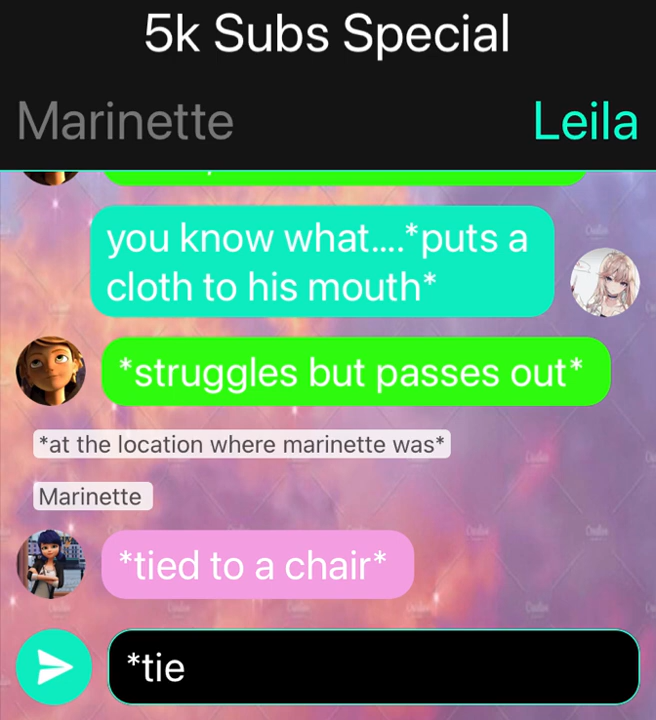 5k Subs Special
Marinette
Leila
you know what....*puts a
cloth to his mouth*
*struggles but passes out*
*at the location where marinette was*
Marinette
*tied to a chair*
*tie